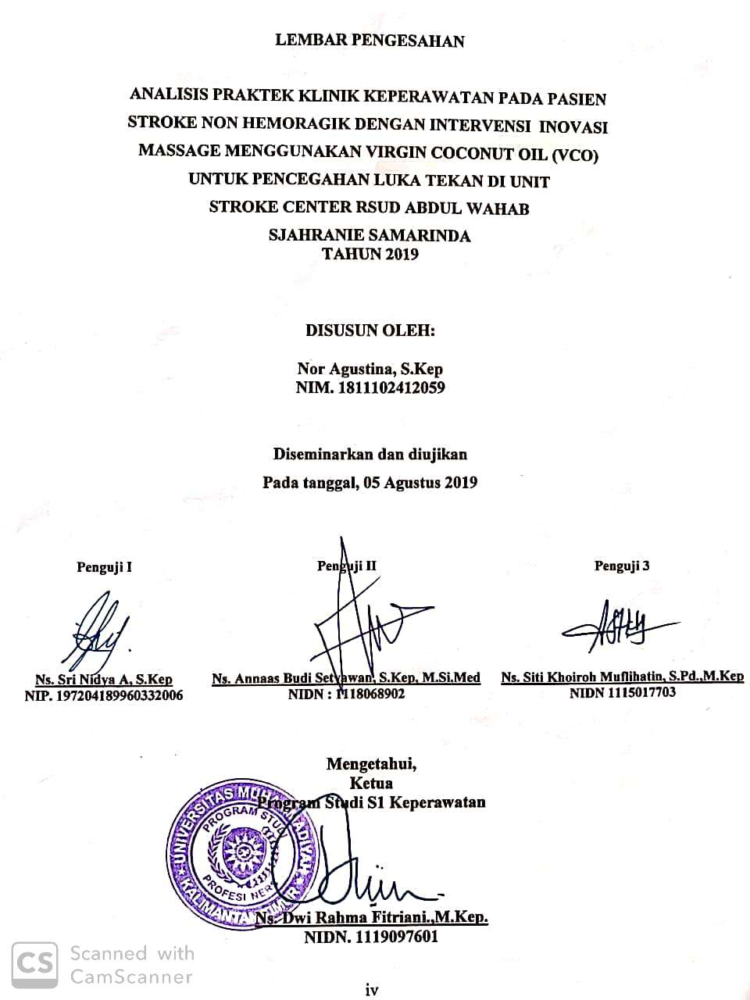 LEMBAR PENGESAHAN
ANALISIS PRAKTEK KLINIK KEPERAWATAN PADA PASIEN
STROKE NON HEMORAGIK DENGAN INTERVENSI INOVASI
MASSAGE MENGGUNAKAN VIRGIN COCONUT OIL (VCO)
UNTUK PENCEGAHAN LUKA TEKAN DI UNIT
STROKE CENTER RSUD ABDUL WAHAB
SJAHRANIE SAMARINDA
TAHUN 2019
DISUSUN OLEH:
Nor Agustina, S.Kep
NIM. 1811102412059
Diseminarkan dan diujikan
Pada tanggal, 05 Agustus 2019
Penguji I
Penguji II
Penguji 3
Ns. Sri Nidya A, S.Kep
NIP. 197204189960332006
Ns. Annaas Budi Setyawan, S.Kep, M.Si.Med
NIDN : 1118068902
Ns. Siti Khoiroh Muflihatin, S.Pd.,M.Kep
NIDN 1115017703
Mengetahui,
Ketua
Program Studi S1 Keperawatan
UNIVERSITAS MUHAMMADIYAH
KALIMANTAN TIMUR
PROGRAM STUDI
PROFESI NERS
Ns. Dwi Rahma Fitriani.,M.Kep.
NIDN. 1119097601
CS
Scanned with
CamScanner
iv